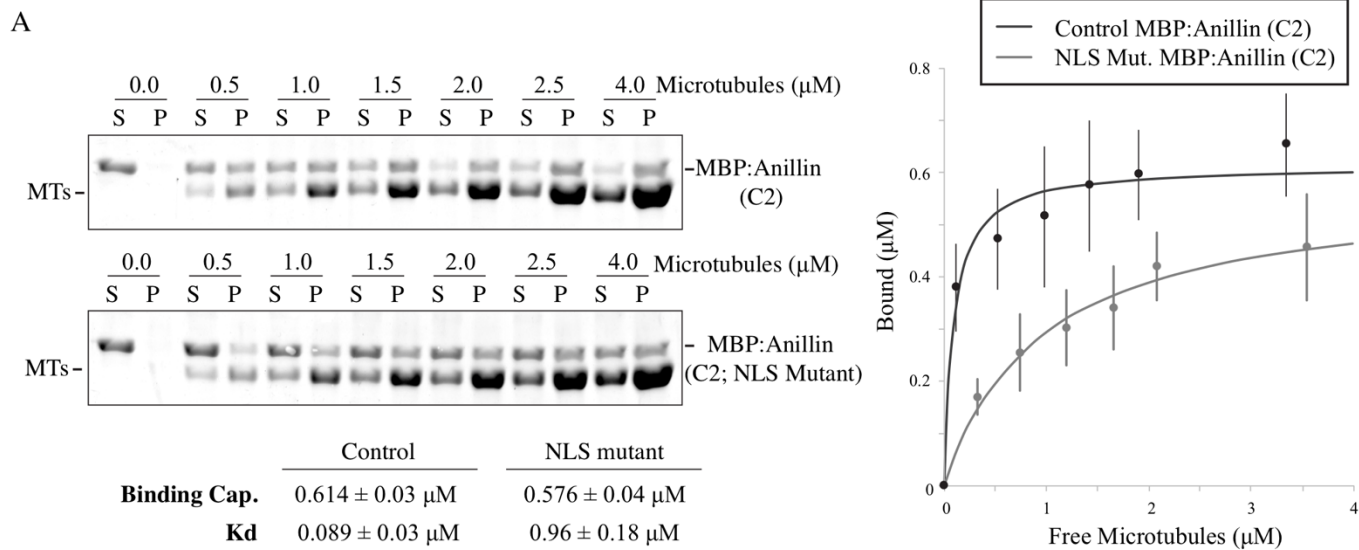 A
0.0 0.5 1.0 1.5 2.0 2.5 4.0 Microtubules (μM)
S P S P S P S P S P S P S P
MBP:Anillin
(C2)
MTs
0.0 0.5 1.0 1.5 2.0 2.5 4.0 Microtubules (μM)
S P S P S P S P S P S P S P
MBP:Anillin
(C2; NLS Mutant)
MTs
Control NLS mutant
Binding Cap. 0.614 ± 0.03 μM 0.576 ± 0.04 μM
Kd 0.089 ± 0.03 μM 0.96 ± 0.18 μM
Control MBP:Anillin (C2)
NLS Mut. MBP:Anillin (C2)
0.8
0.6
0.4
0.2
0
Bound (μM)
0 1 2 3 4
Free Microtubules (μM)